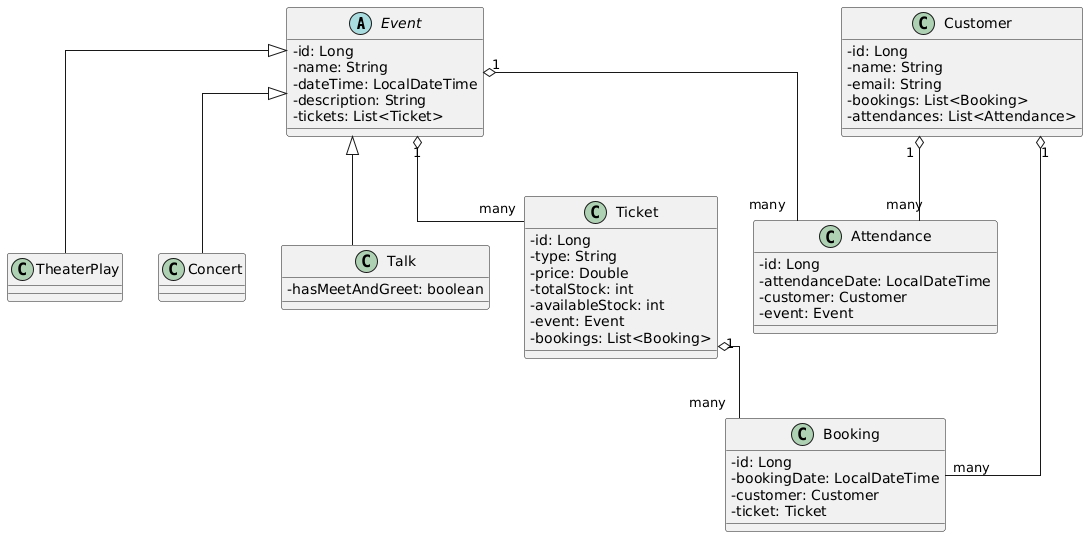 A Event
-id: Long
-name: String
-dateTime: LocalDateTime
-description: String
-tickets: List<Ticket>
C Customer
-id: Long
-name: String
-email: String
-bookings: List<Booking>
-attendances: List<Attendance>
1
1
1
1
many
many
many
C TheaterPlay
C Concert
C Talk
-hasMeetAndGreet: boolean
C Ticket
-id: Long
-type: String
-price: Double
-totalStock: int
-availableStock: int
-event: Event
-bookings: List<Booking>
C Attendance
-id: Long
-attendanceDate: LocalDateTime
-customer: Customer
-event: Event
1
many
many
C Booking
-id: Long
-bookingDate: LocalDateTime
-customer: Customer
-ticket: Ticket